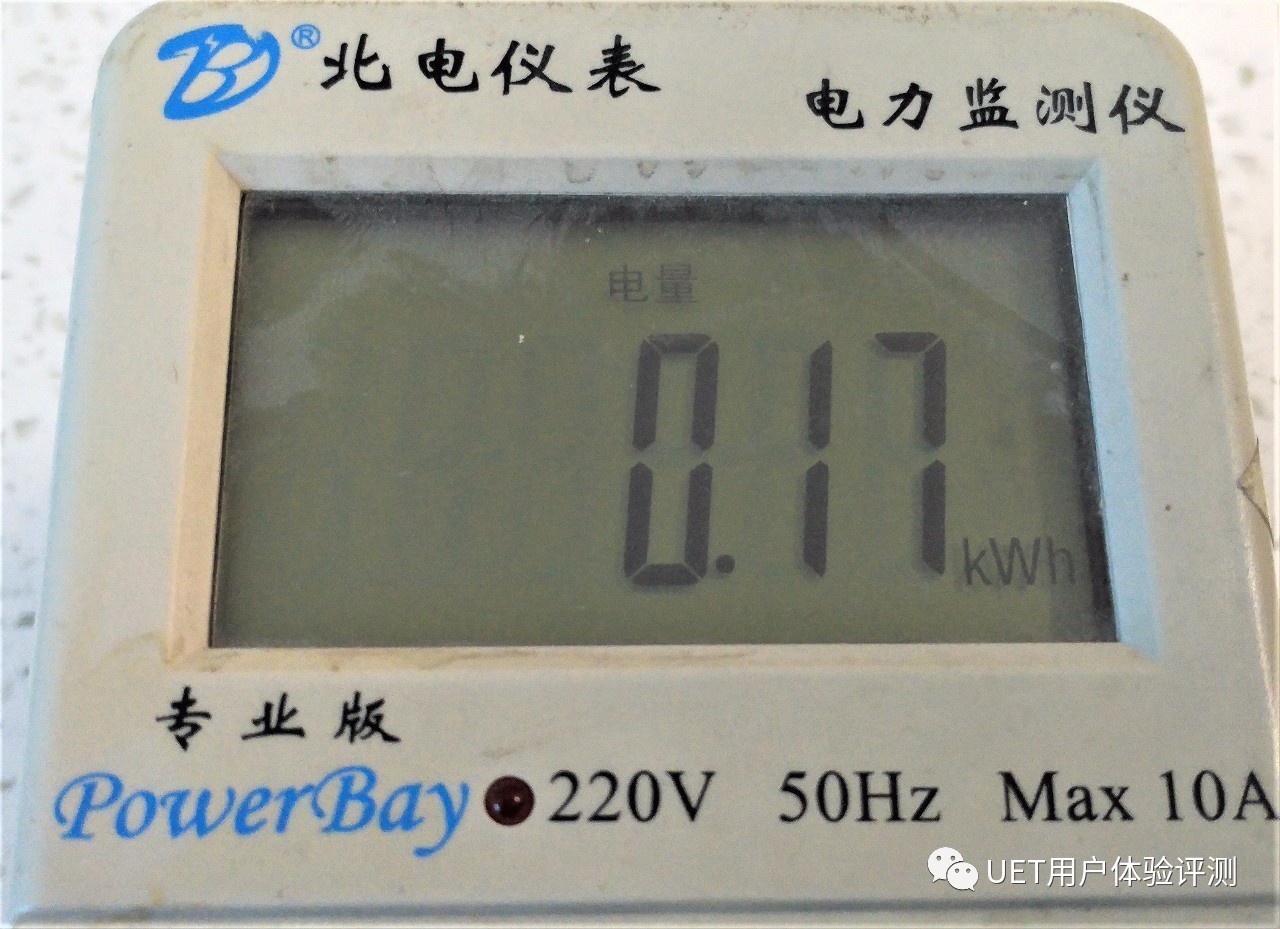 ® 北电仪表
电力监测仪
电量
0.17 kWh
专业版
PowerBay 220V 50Hz Max 10A
UET用户体验评测